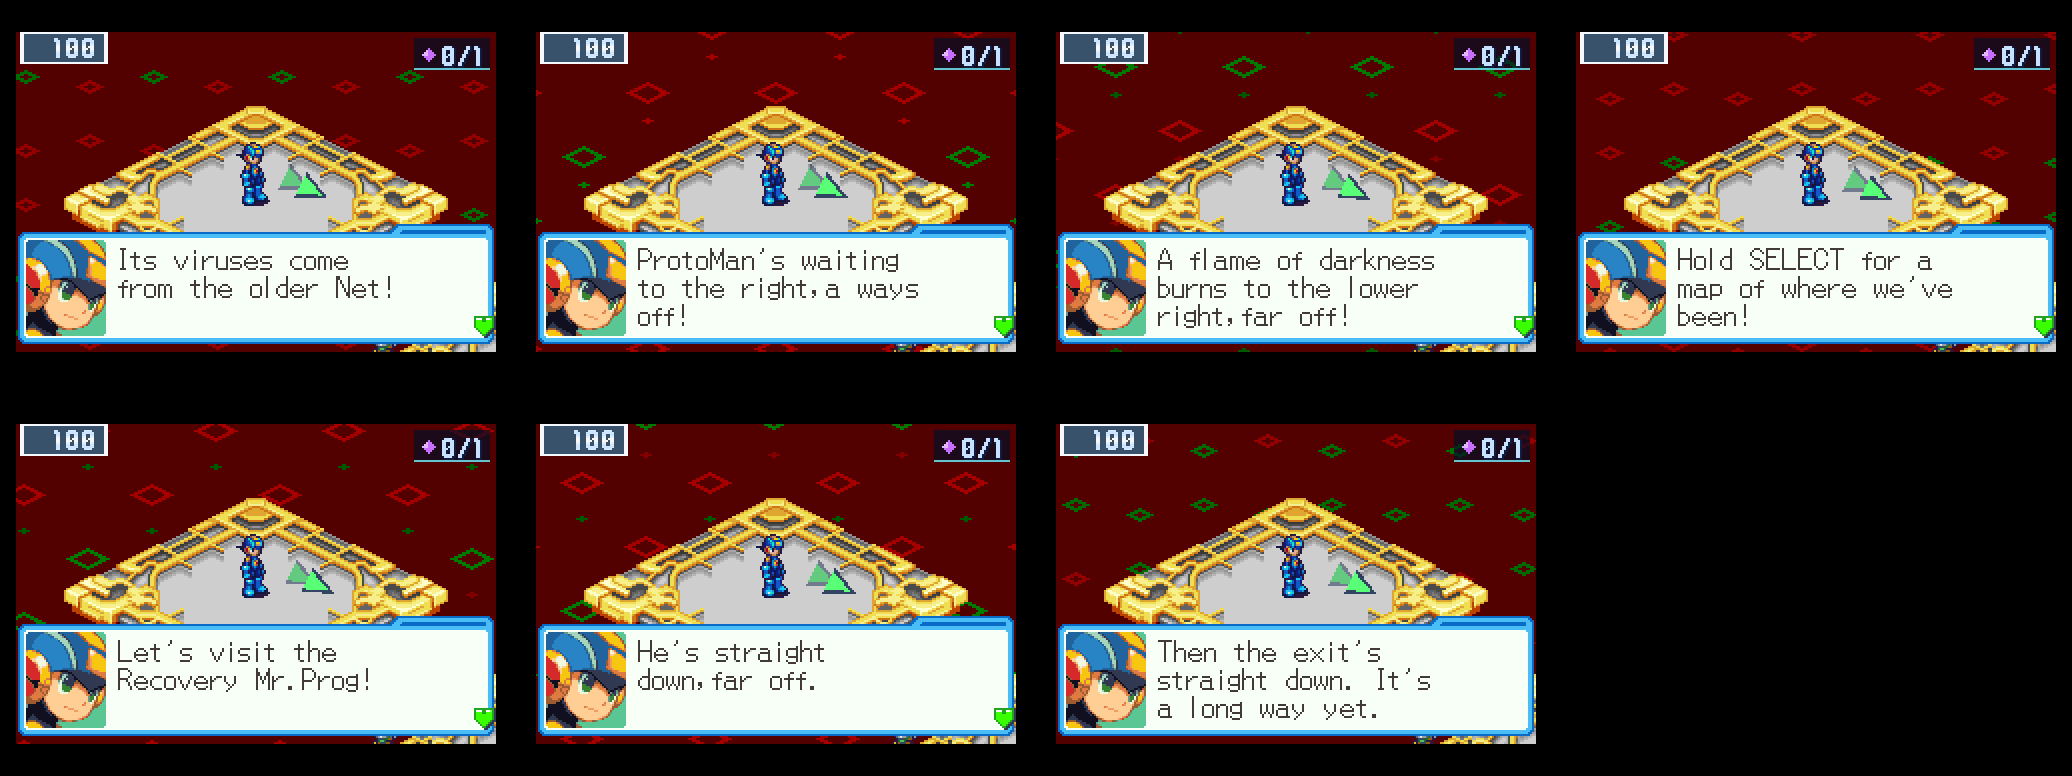 100
0/1
Its viruses come
from the older Net!
100
0/1
ProtoMan's waiting
to the right,a ways
off!
100
0/1
A flame of darkness
burns to the lower
right,far off!
100
0/1
Hold SELECT for a
map of where we've
been!
100
0/1
Let's visit the
Recovery Mr.Prog!
100
0/1
He's straight
down,far off.
100
0/1
Then the exit's
straight down. It's
a long way yet.